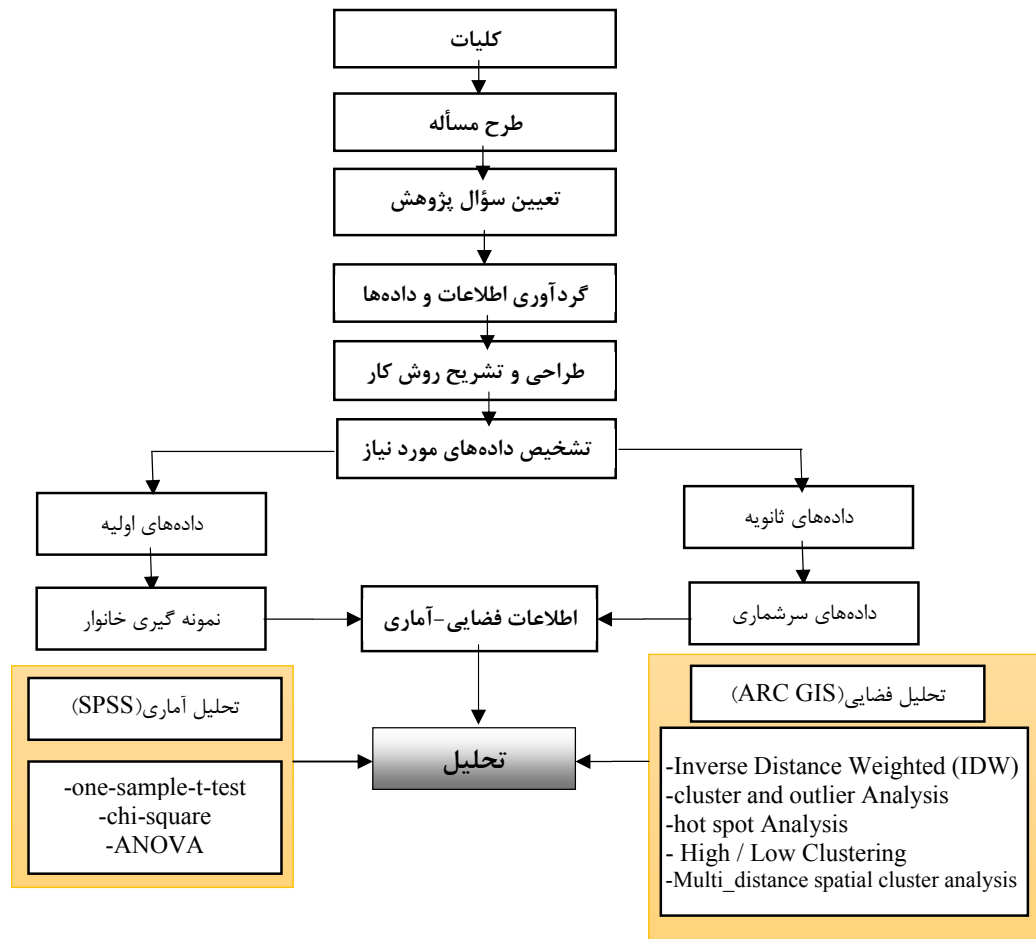 کلیات
طرح مسأله
تعیین سؤال پژوهش
گردآوری اطلاعات و داده‌ها
طراحی و تشریح روش کار
تشخیص داده‌های مورد نیاز
داده‌های ثانویه
داده‌های اولیه
داده‌های سرشماری
اطلاعات فضایی-آماری
نمونه گیری خانوار
تحلیل فضایی(ARC GIS)
تحلیل آماری(SPSS)
تحلیل
-Inverse Distance Weighted (IDW)
-cluster and outlier Analysis
-hot spot Analysis
- High / Low Clustering
-Multi_distance spatial cluster analysis
-one-sample-t-test
-chi-square
-ANOVA